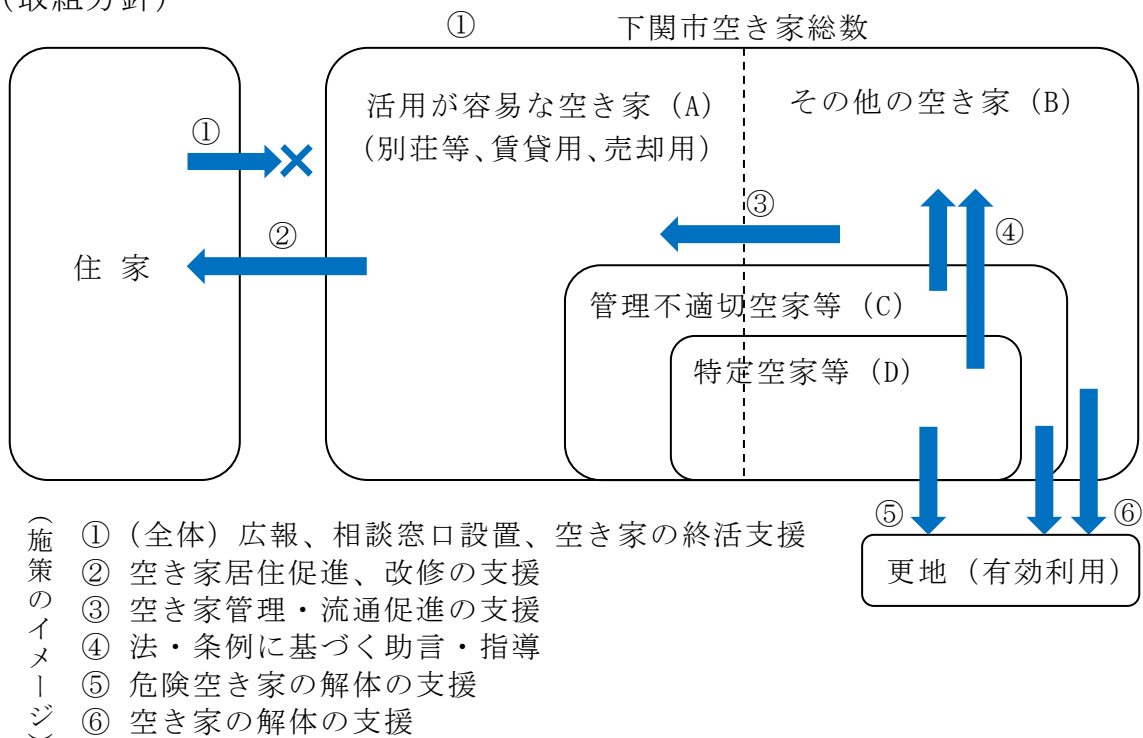 (取組方針)
① 下関市空き家総数
活用が容易な空き家 (A)
(別荘等、賃貸用、売却用)
その他の空き家 (B)
①
③
②
④
住 家
管理不適切空家等 (C)
特定空家等 (D)
⑤
⑥
更地 (有効利用)
(施策のイメージ)
① (全体) 広報、相談窓口設置、空き家の終活支援
② 空き家居住促進、改修の支援
③ 空き家管理・流通促進の支援
④ 法・条例に基づく助言・指導
⑤ 危険空き家の解体の支援
⑥ 空き家の解体の支援